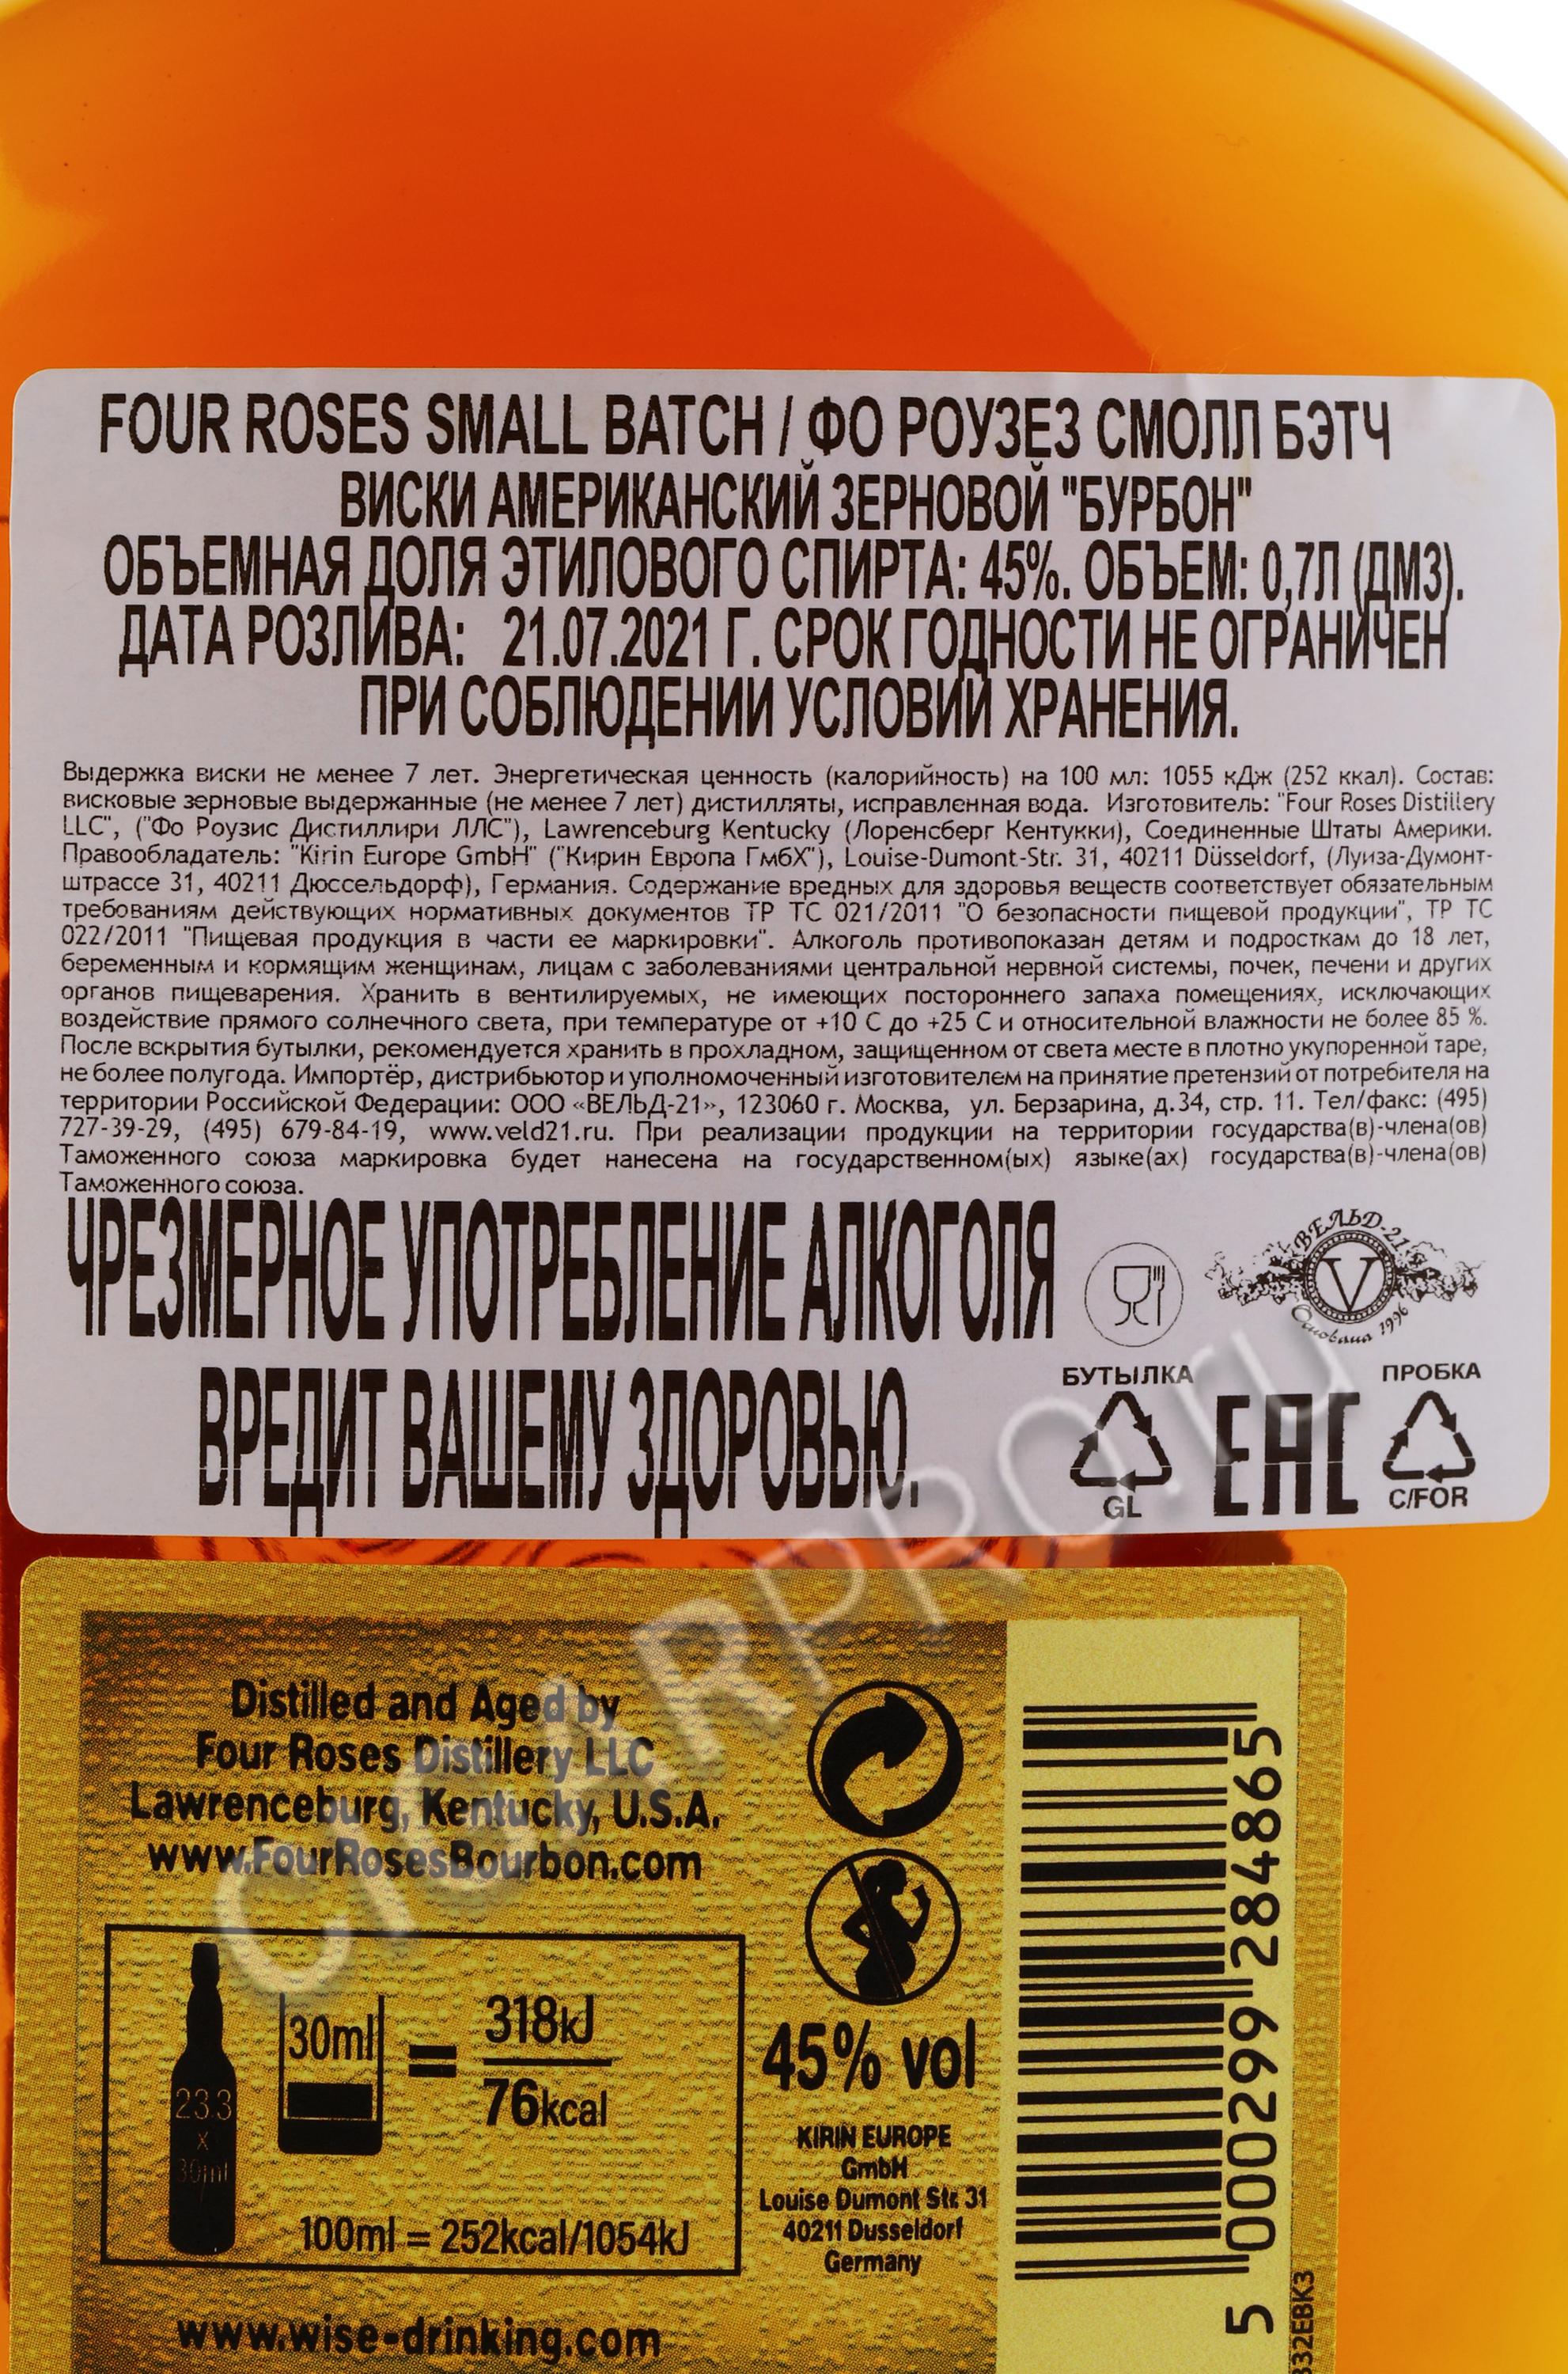 FOUR ROSES SMALL BATCH / ФО РОУЗЕЗ СМОЛЛ БЭТЧ
ВИСКИ АМЕРИКАНСКИЙ ЗЕРНОВОЙ "БУРБОН"
ОБЪЕМНАЯ ДОЛЯ ЭТИЛОВОГО СПИРТА: 45%. ОБЪЕМ: 0,7Л (ДМ3).
ДАТА РОЗЛИВА: 21.07.2021 Г. СРОК ГОДНОСТИ НЕ ОГРАНИЧЕН
ПРИ СОБЛЮДЕНИИ УСЛОВИЙ ХРАНЕНИЯ.
Выдержка виски не менее 7 лет. Энергетическая ценность (калорийность) на 100 мл: 1055 кДж (252 ккал). Состав:
висковые зерновые выдержанные (не менее 7 лет) дистилляты, исправленная вода. Изготовитель: "Four Roses Distillery
LLC", ("Фо Роузис Дистиллири ЛЛС"), Lawrenceburg Kentucky (Лоренсберг Кентукки), Соединенные Штаты Америки.
Правообладатель: "Kirin Europe GmbH" ("Кирин Европа ГмбХ"), Louise-Dumont-Str. 31, 40211 Düsseldorf, (Луиза-Думонт-
штрассе 31, 40211 Дюссельдорф), Германия. Содержание вредных для здоровья веществ соответствует обязательным
требованиям действующих нормативных документов ТР ТС 021/2011 "О безопасности пищевой продукции", ТР ТС
022/2011 "Пищевая продукция в части ее маркировки". Алкоголь противопоказан детям и подросткам до 18 лет,
беременным и кормящим женщинам, лицам с заболеваниями центральной нервной системы, почек, печени и других
органов пищеварения. Хранить в вентилируемых, не имеющих постороннего запаха помещениях, исключающих
воздействие прямого солнечного света, при температуре от +10 С до +25 С и относительной влажности не более 85 %.
После вскрытия бутылки, рекомендуется хранить в прохладном, защищенном от света месте в плотно укупоренной таре,
не более полугода. Импортёр, дистрибьютор и уполномоченный изготовителем на принятие претензий от потребителя на
территории Российской Федерации: ООО «ВЕЛЬД-21», 123060 г. Москва, ул. Берзарина, д.34, стр. 11. Тел/факс: (495)
727-39-29, (495) 679-84-19, www.veld21.ru. При реализации продукции на территории государства(в)-члена(ов)
Таможенного союза маркировка будет нанесена на государственном(ых) языке(ах) государства(в)-члена(ов)
Таможенного союза.
ЧРЕЗМЕРНОЕ УПОТРЕБЛЕНИЕ АЛКОГОЛЯ
ВРЕДИТ ВАШЕМУ ЗДОРОВЬЮ.
ВЕЛЬД-21
V
Основана 1996
БУТЫЛКА
GL
EAC
ПРОБКА
C/FOR
CIGARPRO.ru
Distilled and Aged by
Four Roses Distillery LLC
Lawrenceburg, Kentucky, U.S.A.
www.FourRosesBourbon.com
23.3
x
30ml
30ml
=
318kJ
76kcal
100ml = 252kcal/1054kJ
www.wise-drinking.com
45% vol
KIRIN EUROPE
GmbH
Louise Dumont Str. 31
40211 Dusseldorf
Germany
5 000299 284865
332EBK3